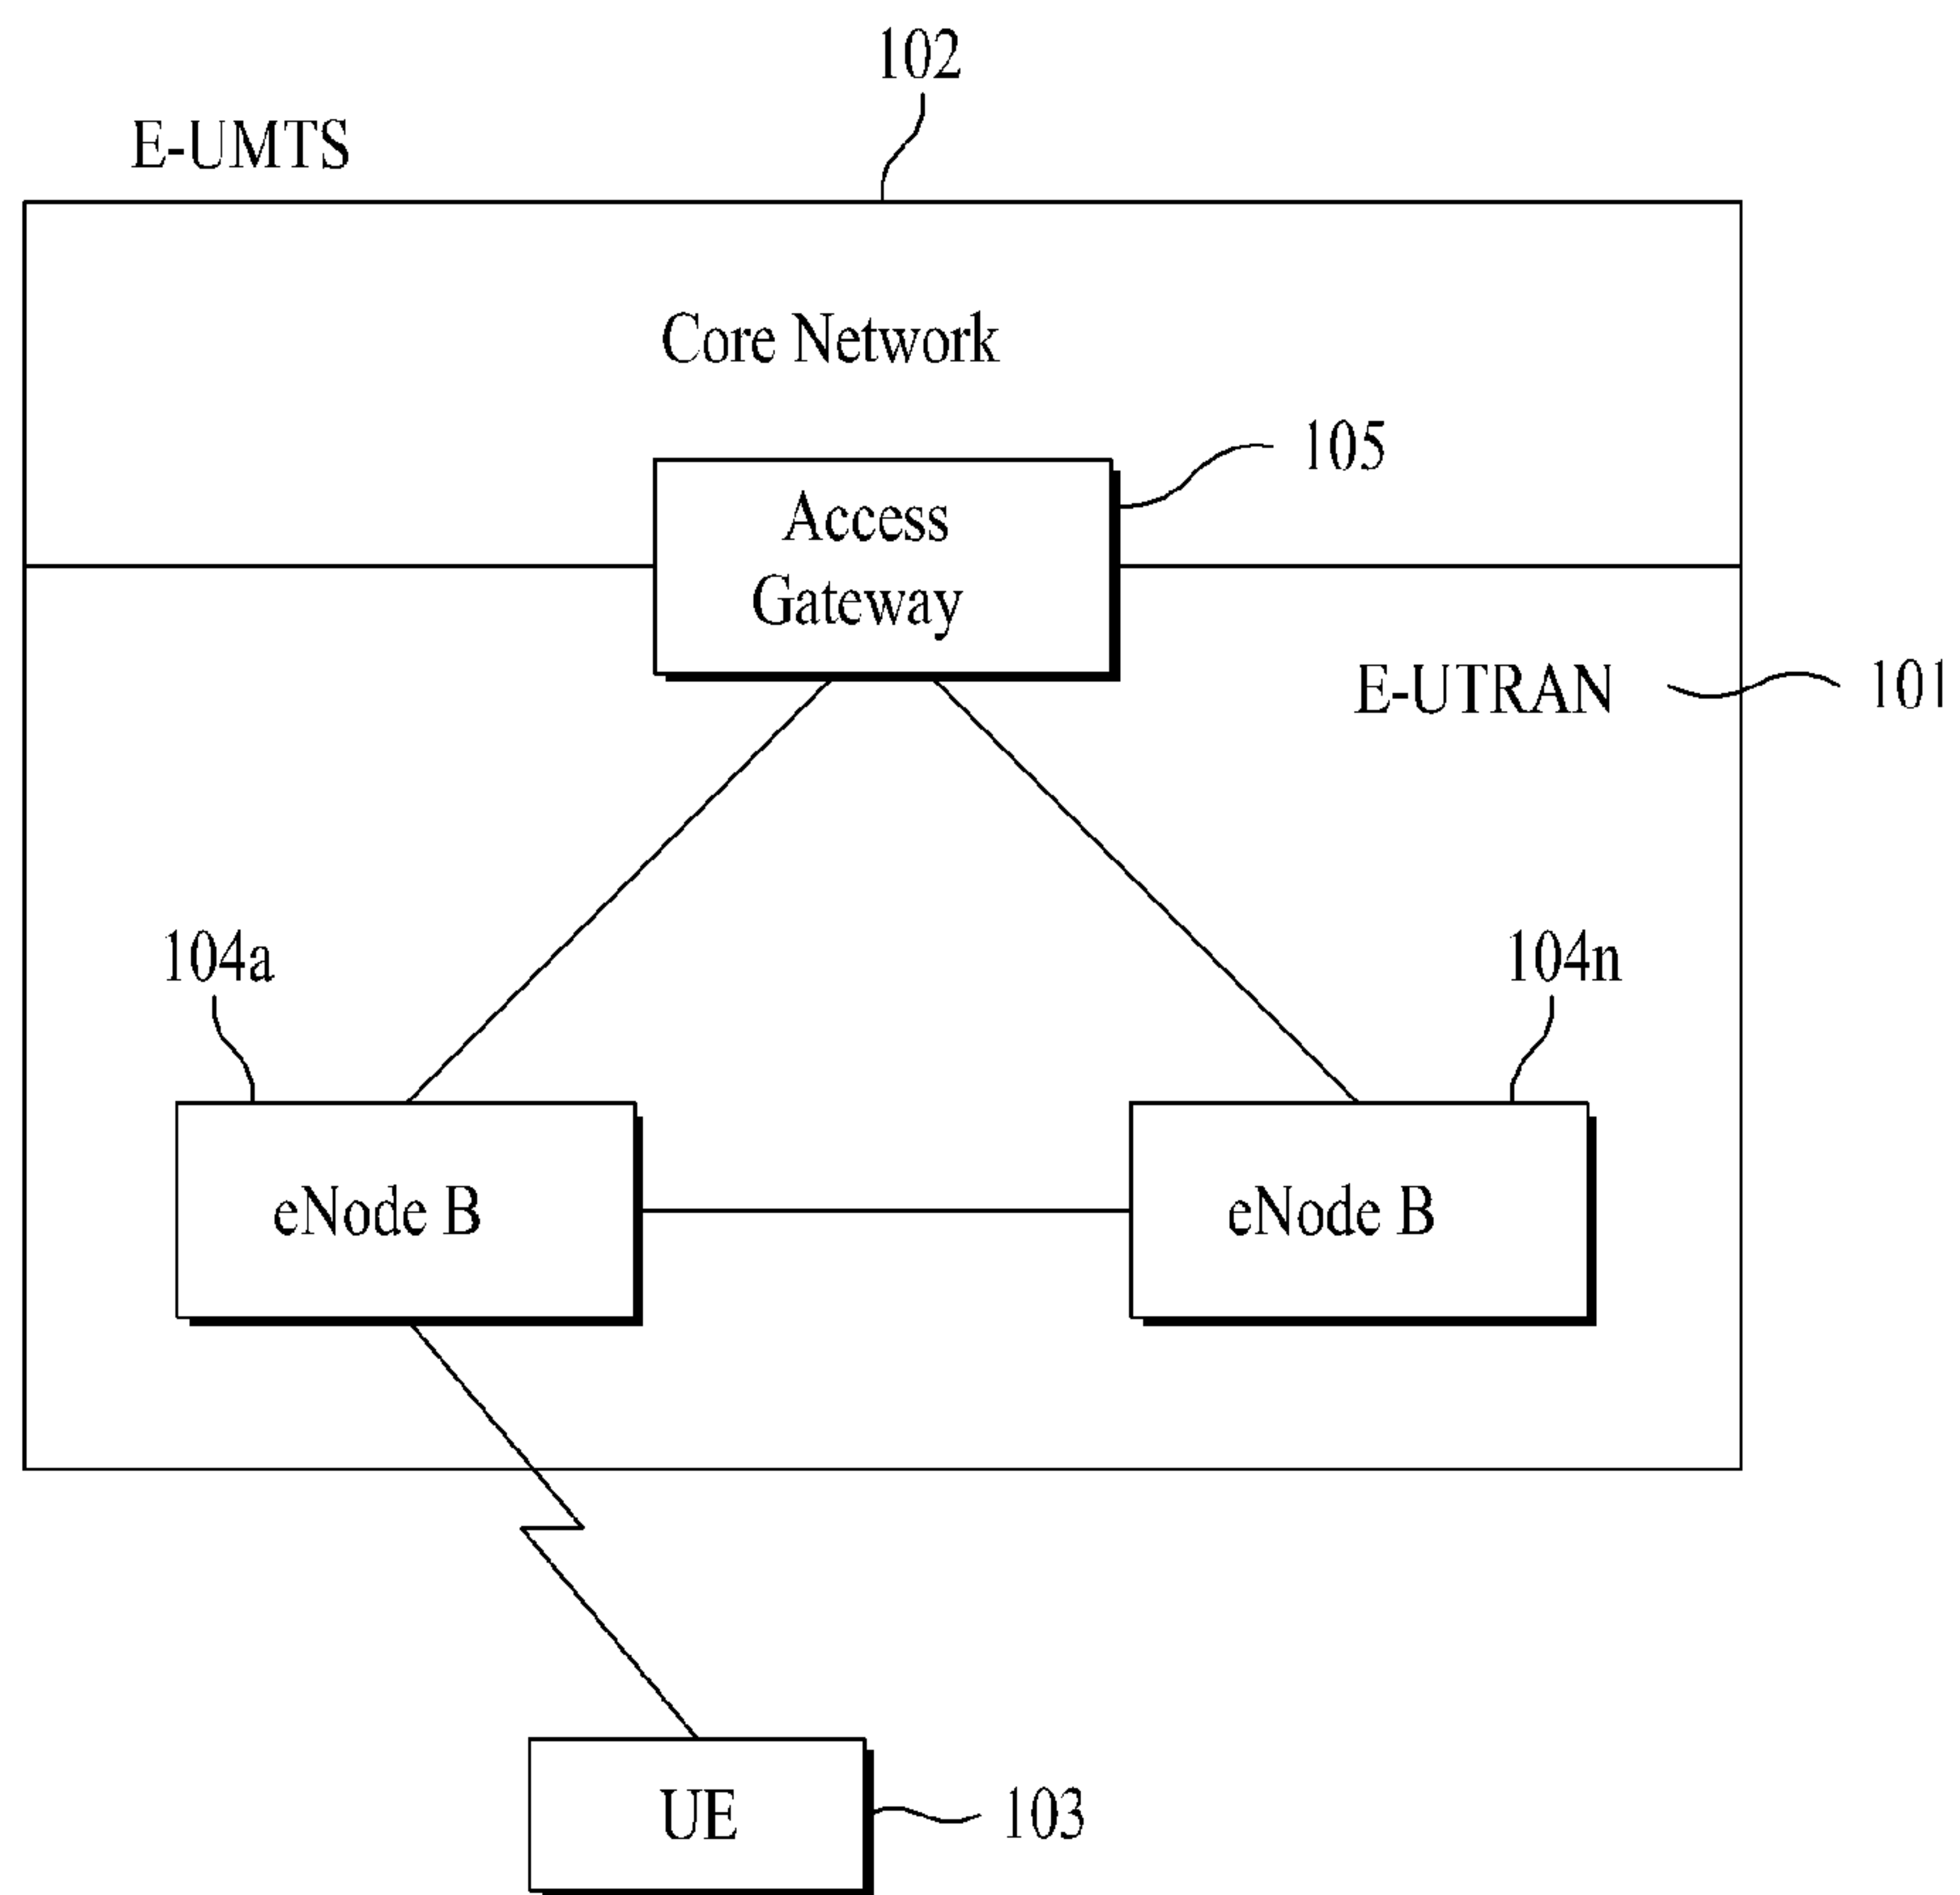 102
E-UMTS
Core Network
105
Access
Gateway
E-UTRAN
101
104a
104n
eNode B
eNode B
UE
103